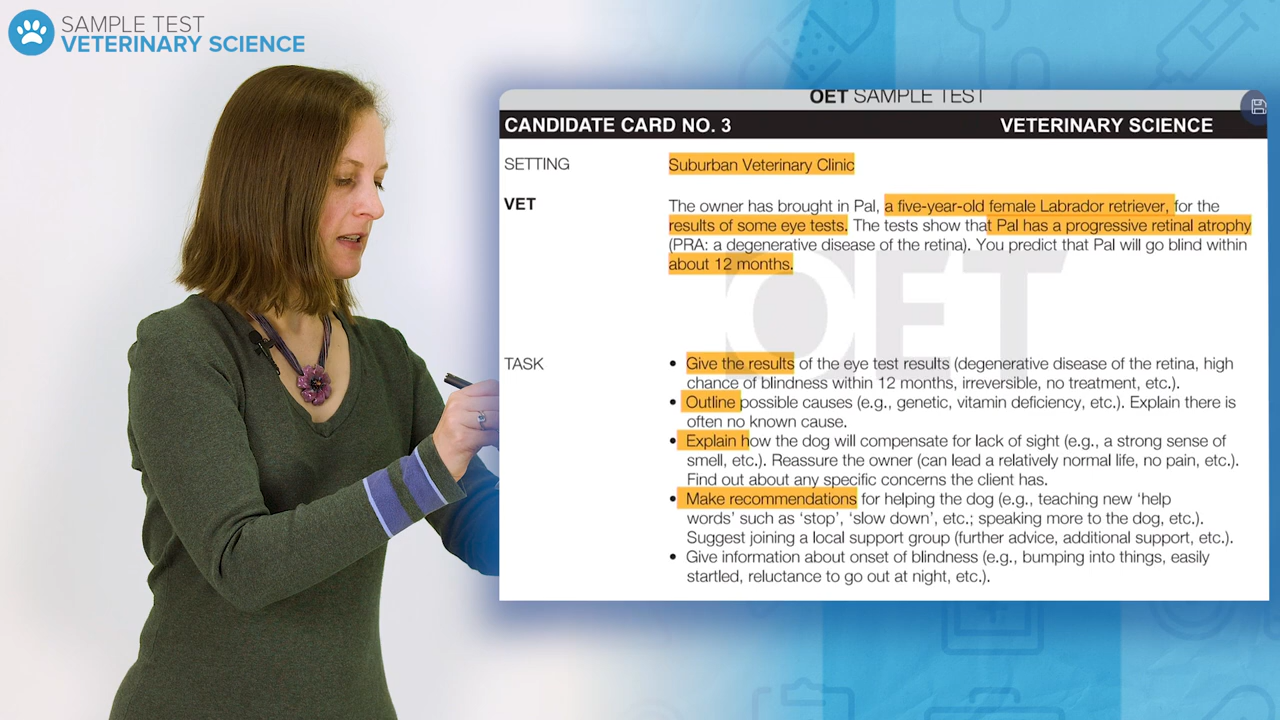 SAMPLE TEST
VETERINARY SCIENCE
OET SAMPLE TEST
CANDIDATE CARD NO. 3 VETERINARY SCIENCE
SETTING Suburban Veterinary Clinic
VET The owner has brought in Pal, a five-year-old female Labrador retriever, for the
results of some eye tests. The tests show that Pal has a progressive retinal atrophy
(PRA: a degenerative disease of the retina). You predict that Pal will go blind within
about 12 months.
OET
TASK • Give the results of the eye test results (degenerative disease of the retina, high
chance of blindness within 12 months, irreversible, no treatment, etc.).
• Outline possible causes (e.g., genetic, vitamin deficiency, etc.). Explain there is
often no known cause.
• Explain how the dog will compensate for lack of sight (e.g., a strong sense of
smell, etc.). Reassure the owner (can lead a relatively normal life, no pain, etc.).
Find out about any specific concerns the client has.
• Make recommendations for helping the dog (e.g., teaching new ‘help
words’ such as ‘stop’, ‘slow down’, etc.; speaking more to the dog, etc.).
Suggest joining a local support group (further advice, additional support, etc.).
• Give information about onset of blindness (e.g., bumping into things, easily
startled, reluctance to go out at night, etc.).